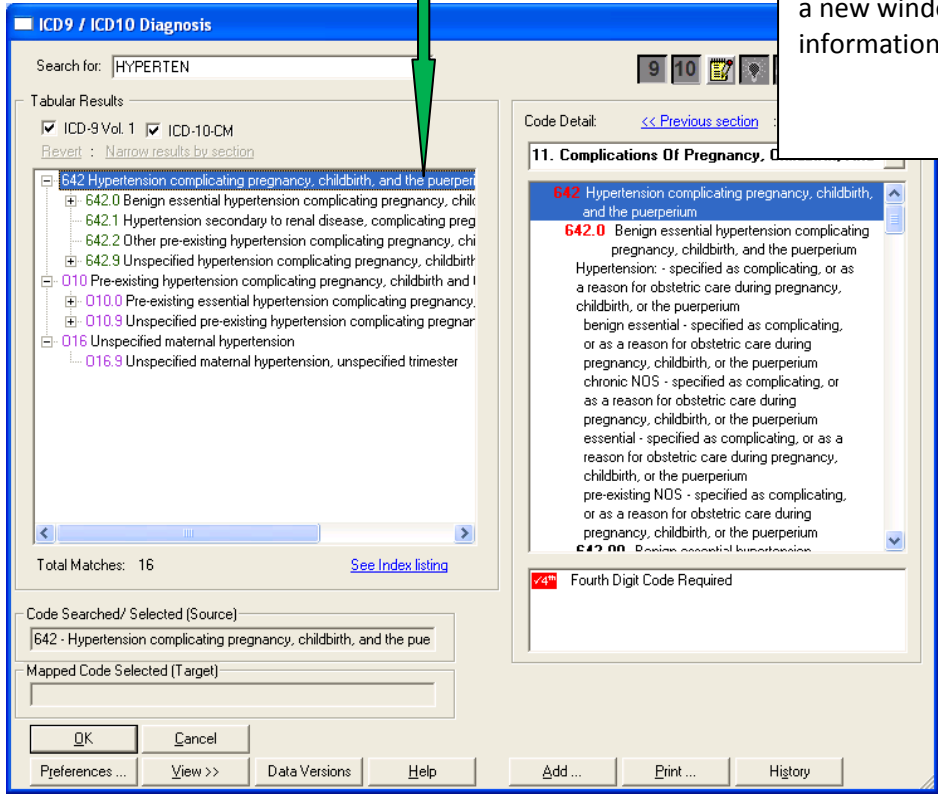 a new wind
information
ICD9 / ICD10 Diagnosis
Search for: HYPERTEN
9 10
Tabular Results
ICD-9 Vol. 1 ICD-10-CM
Revert : Narrow results by section
642 Hypertension complicating pregnancy, childbirth, and the puerperi
642.0 Benign essential hypertension complicating pregnancy, chil
642.1 Hypertension secondary to renal disease, complicating preg
642.2 Other pre-existing hypertension complicating pregnancy, chi
642.9 Unspecified hypertension complicating pregnancy, childbirth
O10 Pre-existing hypertension complicating pregnancy, childbirth and
O10.0 Pre-existing essential hypertension complicating pregnancy,
O10.9 Unspecified pre-existing hypertension complicating pregnan
O16 Unspecified maternal hypertension
O16.9 Unspecified maternal hypertension, unspecified trimester
Total Matches: 16
See Index listing
Code Detail: << Previous section :
11. Complications Of Pregnancy,
642 Hypertension complicating pregnancy, childbirth,
and the puerperium
642.0 Benign essential hypertension complicating
pregnancy, childbirth, and the puerperium
Hypertension: - specified as complicating, or as
a reason for obstetric care during pregnancy,
childbirth, or the puerperium
benign essential - specified as complicating,
or as a reason for obstetric care during
pregnancy, childbirth, or the puerperium
chronic NOS - specified as complicating, or
as a reason for obstetric care during
pregnancy, childbirth, or the puerperium
essential - specified as complicating, or as a
reason for obstetric care during pregnancy,
childbirth, or the puerperium
pre-existing NOS - specified as complicating,
or as a reason for obstetric care during
pregnancy, childbirth, or the puerperium
642.00 Benign essential hypertension
✓4th Fourth Digit Code Required
Code Searched/ Selected (Source)
642 - Hypertension complicating pregnancy, childbirth, and the pue
Mapped Code Selected (Target)
OK Cancel
Preferences ... View >> Data Versions Help Add ... Print ... History